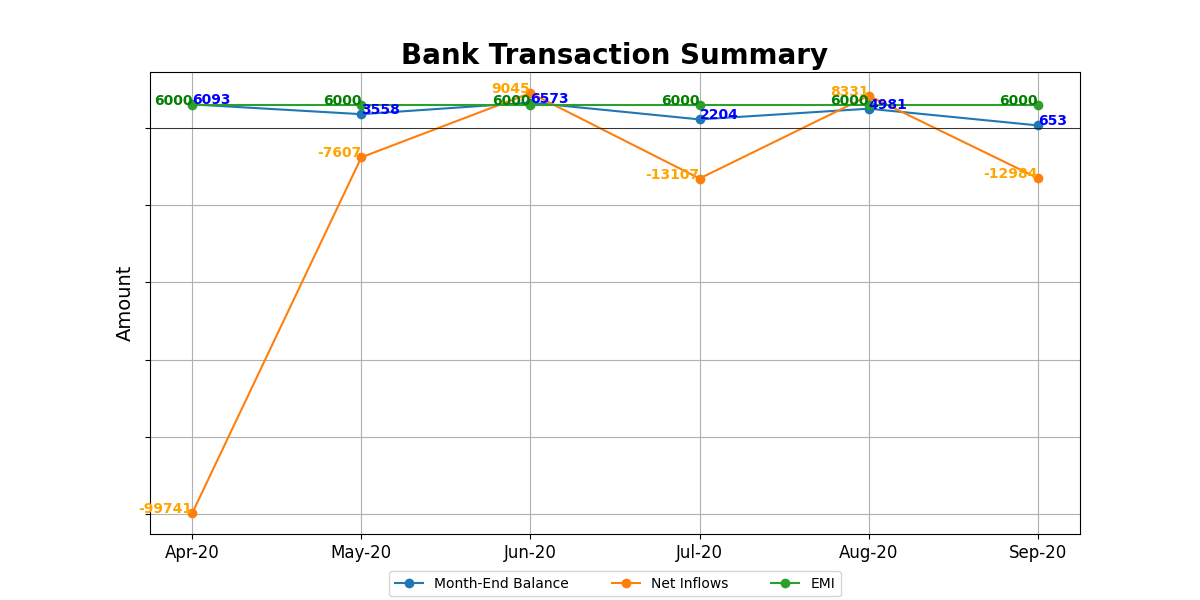 Bank Transaction Summary
Amount
9045
8331
6000 6093 6000 6000 6573 6000 6000 4981 6000
3558
2204
653
-7607
-13107
-12984
-99741
Apr-20 May-20 Jun-20 Jul-20 Aug-20 Sep-20
Month-End Balance Net Inflows EMI